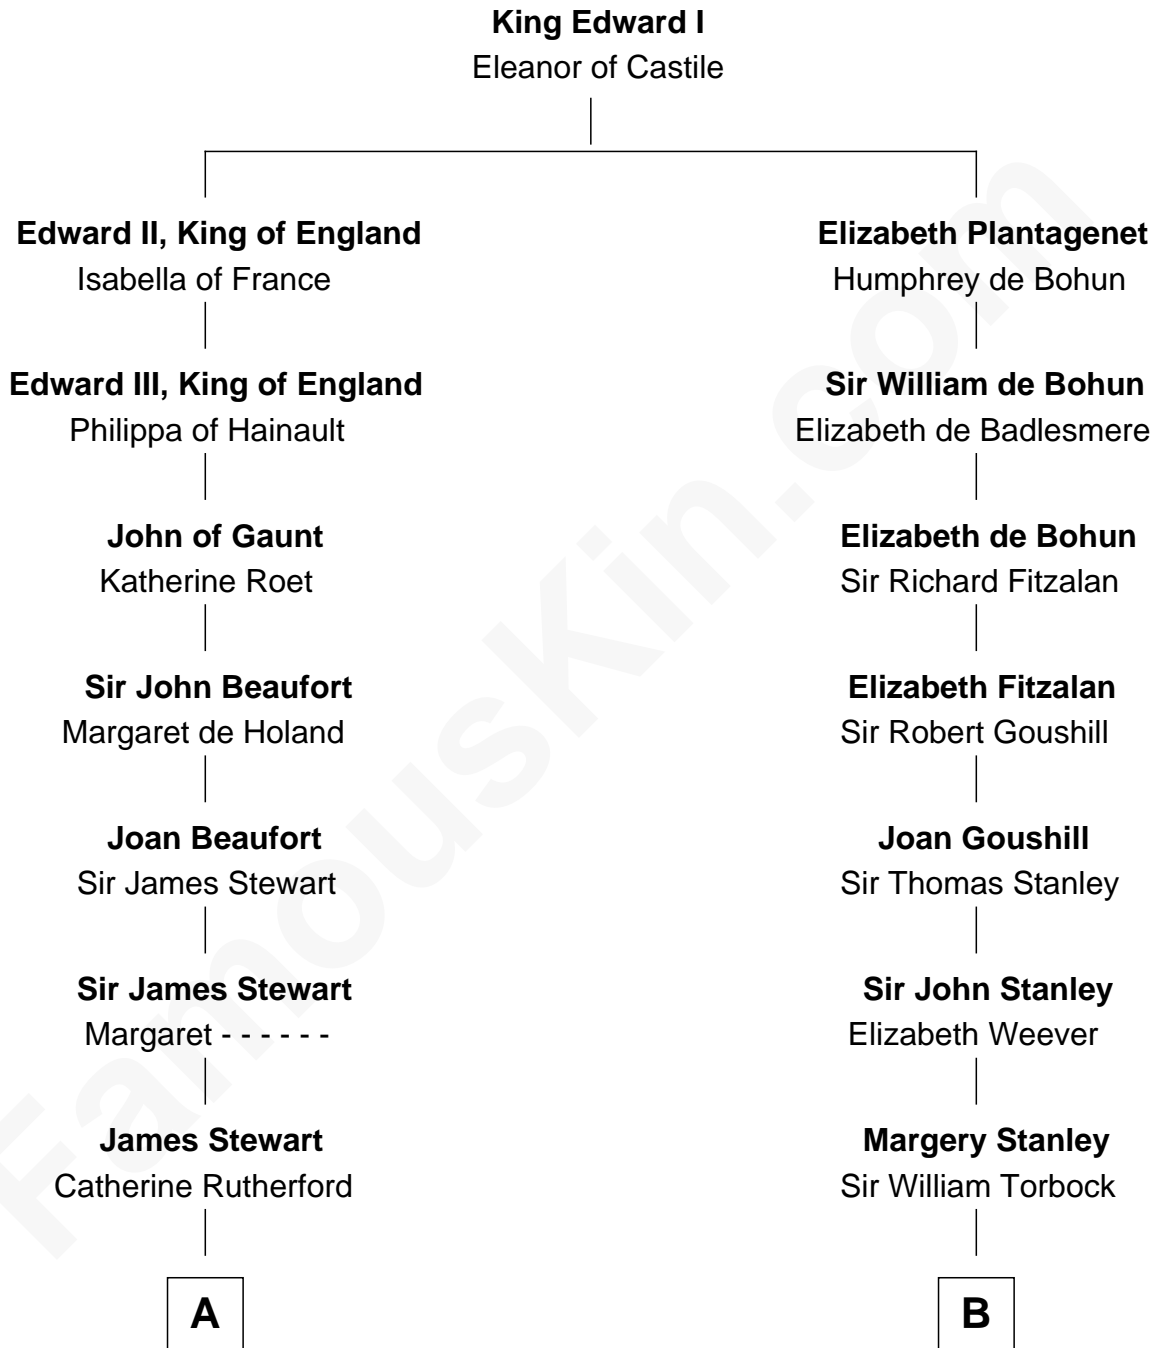 King Edward I
Eleanor of Castile
Edward II, King of England
Isabella of France
Elizabeth Plantagenet
Humphrey de Bohun
Edward III, King of England
Philippa of Hainault
Sir William de Bohun
Elizabeth de Badlesmere
John of Gaunt
Katherine Roet
Elizabeth de Bohun
Sir Richard Fitzalan
Sir John Beaufort
Margaret de Holand
Elizabeth Fitzalan
Sir Robert Goushill
Joan Beaufort
Sir James Stewart
Joan Goushill
Sir Thomas Stanley
Sir James Stewart
Margaret - - - - - -
Sir John Stanley
Elizabeth Weever
James Stewart
Catherine Rutherford
Margery Stanley
Sir William Torbock
A
B
FamousKin.com